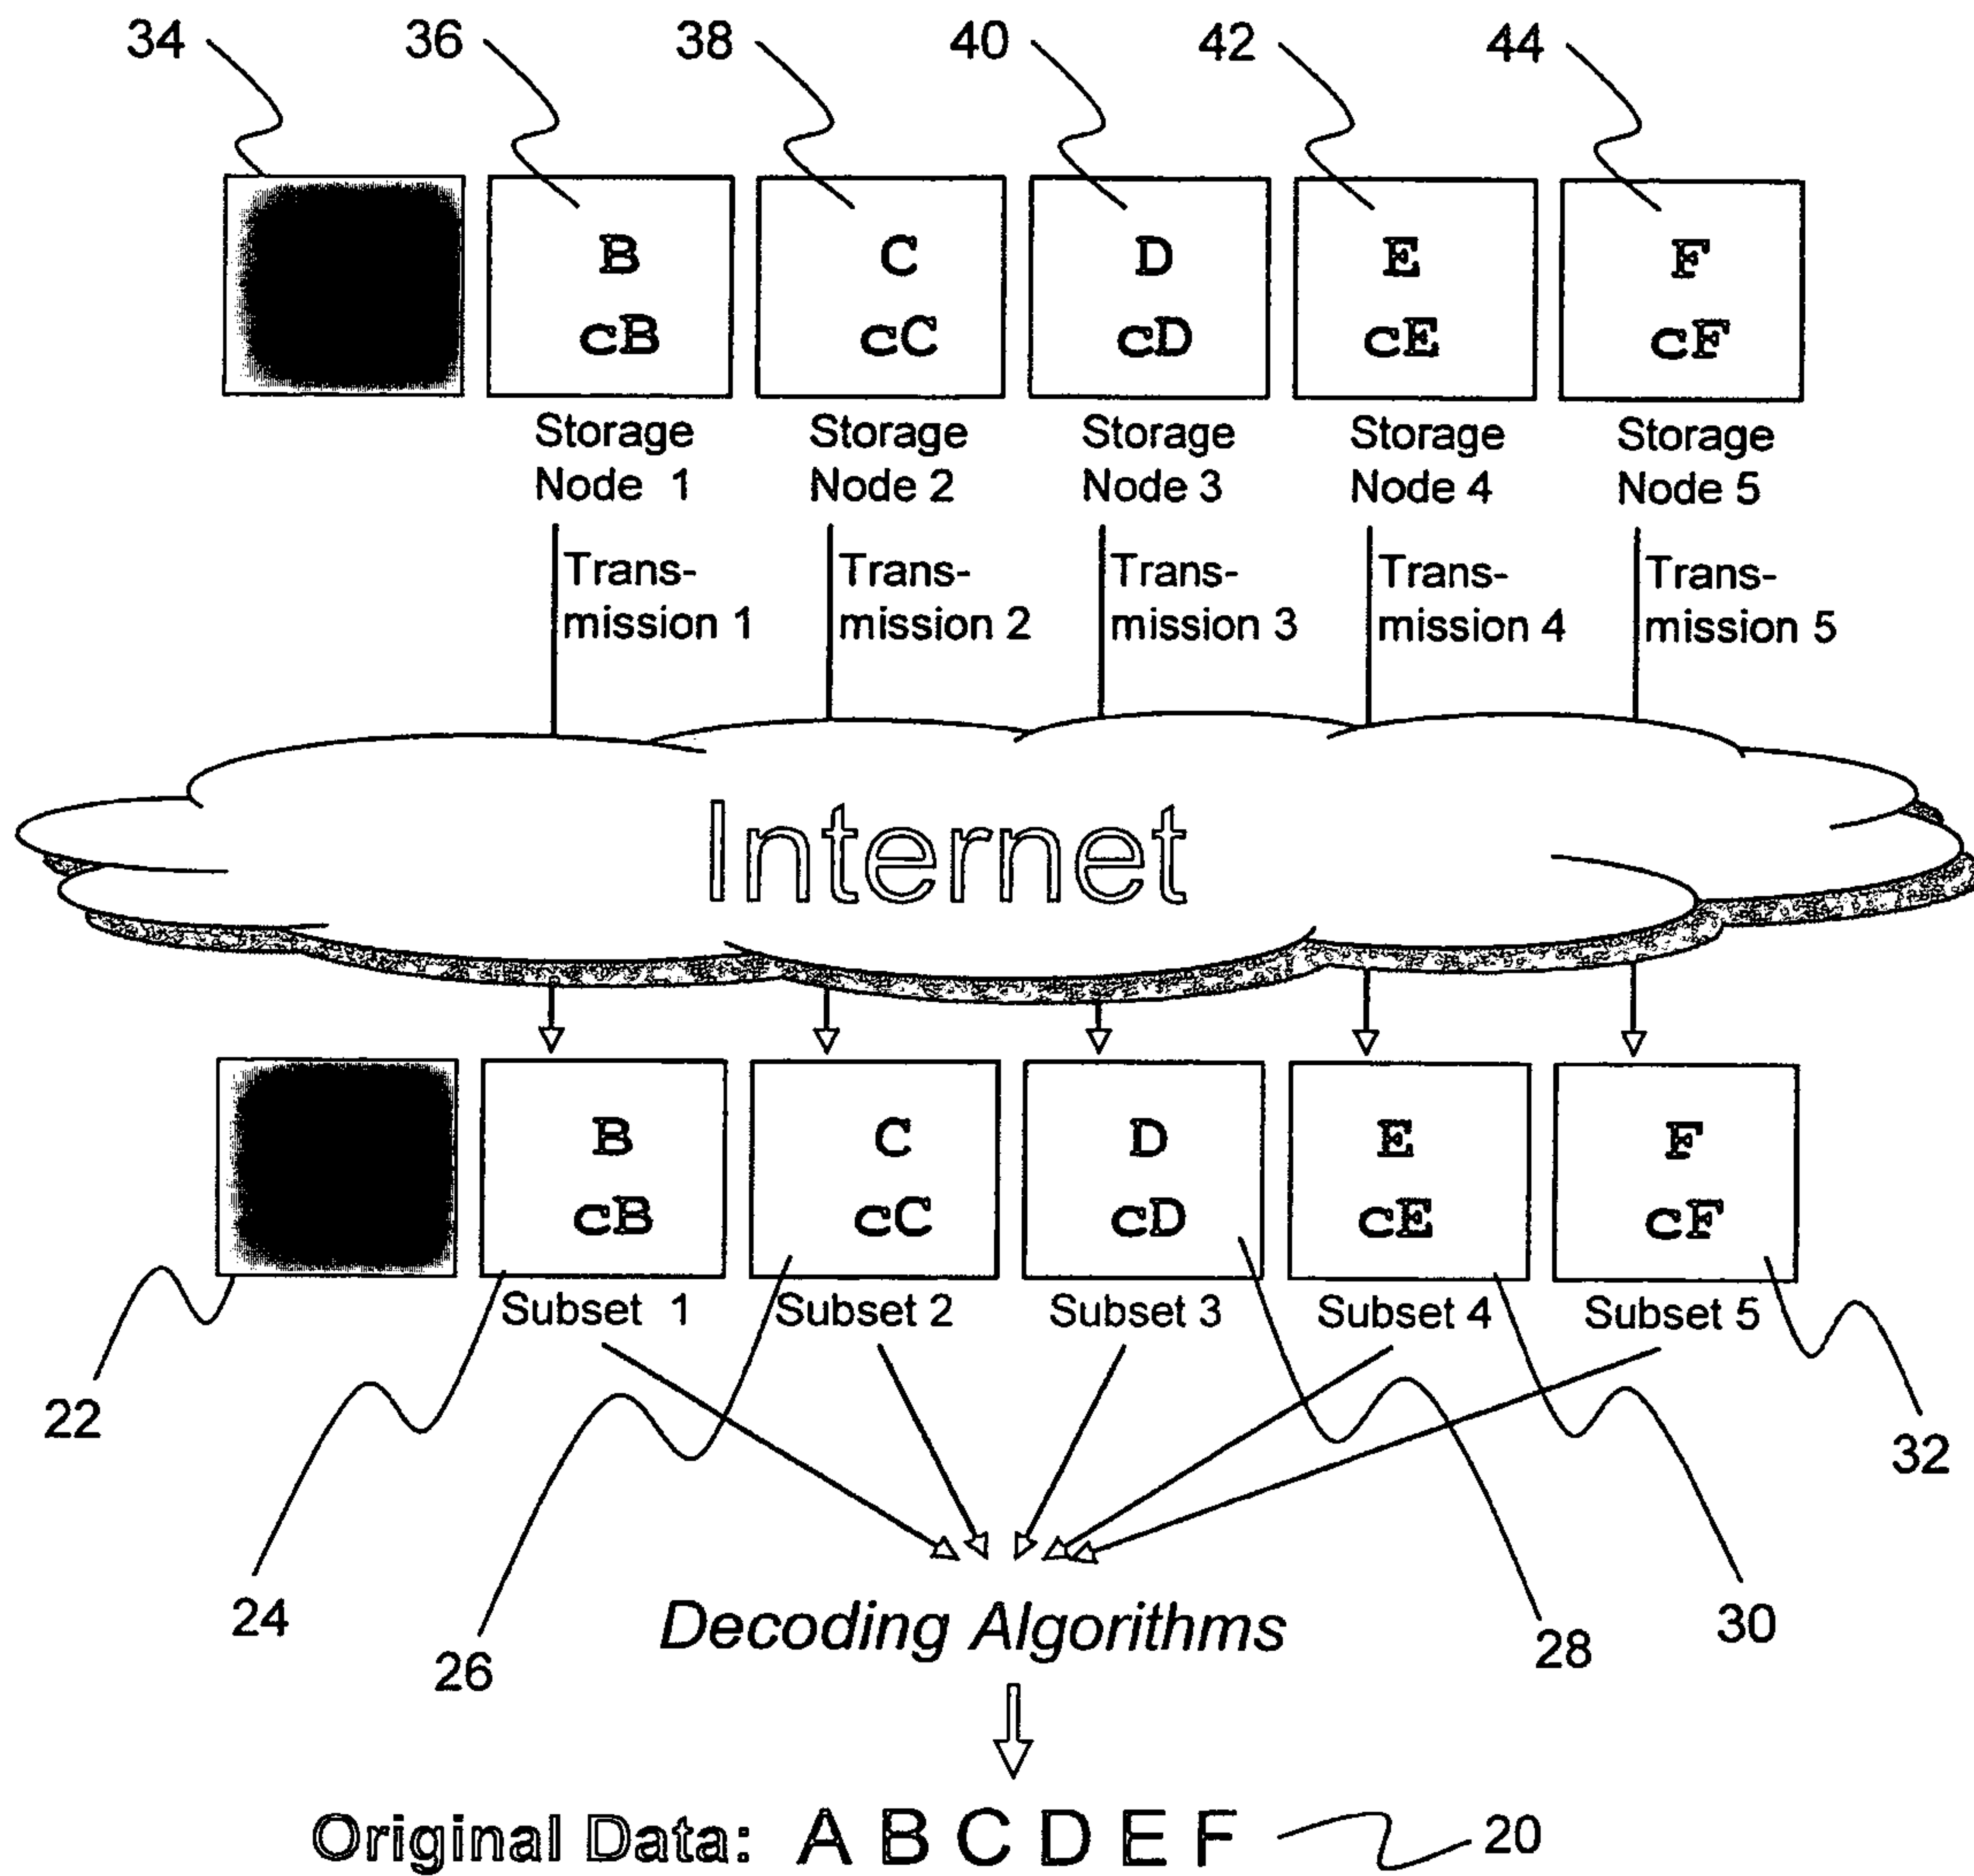 34 36 38 40 42 44
B C D E F
cB cC cD cE cF
Storage Storage Storage Storage Storage
Node 1 Node 2 Node 3 Node 4 Node 5
Trans- Trans- Trans- Trans- Trans-
mission 1 mission 2 mission 3 mission 4 mission 5
Internet
B C D E F
cB cC cD cE cF
Subset 1 Subset 2 Subset 3 Subset 4 Subset 5
22 32
24 26 28 30
Decoding Algorithms
Original Data: A B C D E F 20